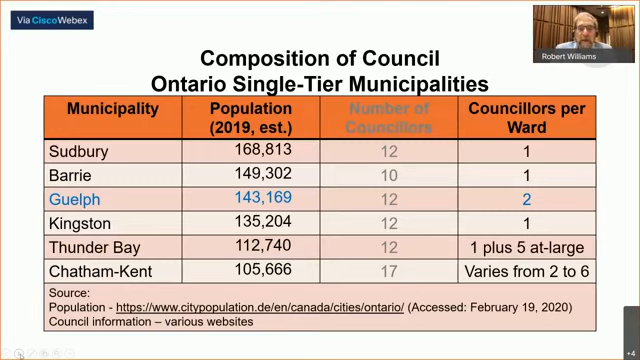 Via CiscoWebex
Robert Williams
Composition of Council
Ontario Single-Tier Municipalities
Municipality Population (2019, est.) Number of Councillors Councillors per Ward
Sudbury 168,813 12 1
Barrie 149,302 10 1
Guelph 143,169 12 2
Kingston 135,204 12 1
Thunder Bay 112,740 12 1 plus 5 at-large
Chatham-Kent 105,666 17 Varies from 2 to 6
Source:
Population - https://www.citypopulation.de/en/canada/cities/ontario/ (Accessed: February 19, 2020)
Council information – various websites
+4